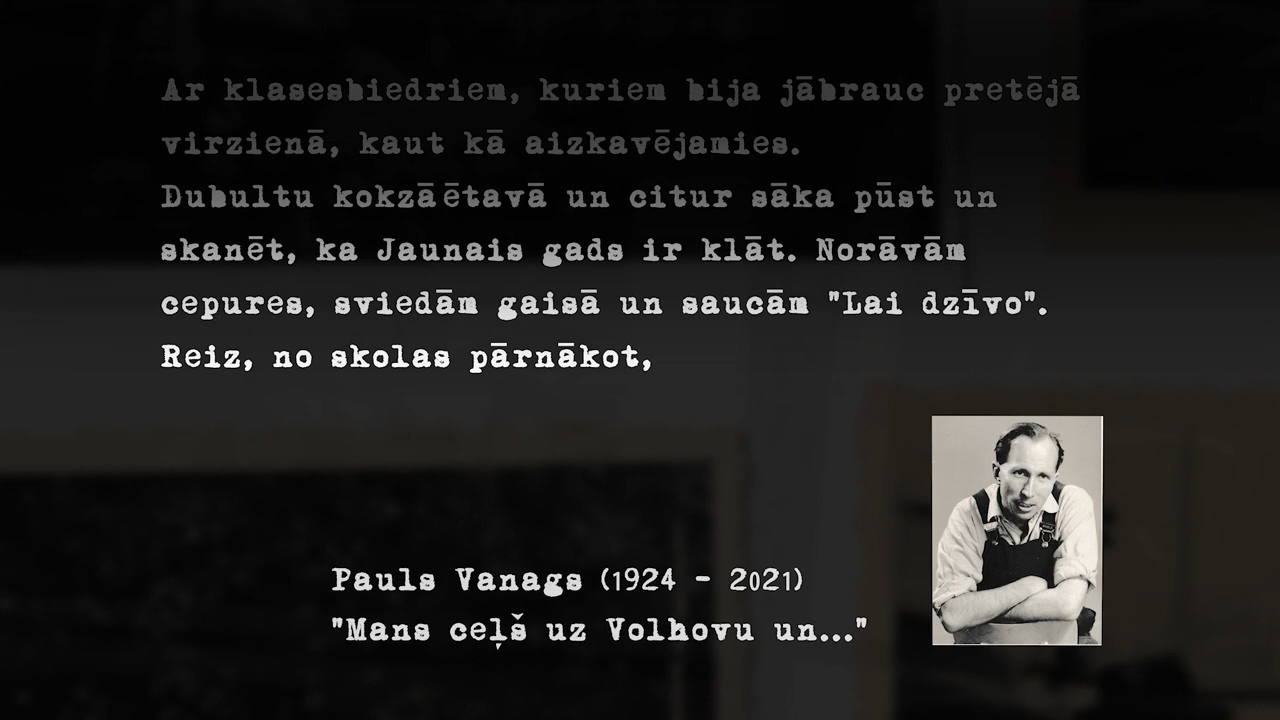 Ar klasesbiedriem, kuriem bija jābrauc pretējā
virzienā, kaut kā aizkavējamies.
Dubultu kokzāētavā un citur sāka pūst un
skanēt, ka Jaunais gads ir klāt. Norāvām
cepures, sviedām gaisā un saucām "Lai dzīvo".
Reiz, no skolas pārnākot,
Pauls Vanags (1924 - 2021)
"Mans ceļš uz Volhovu un..."